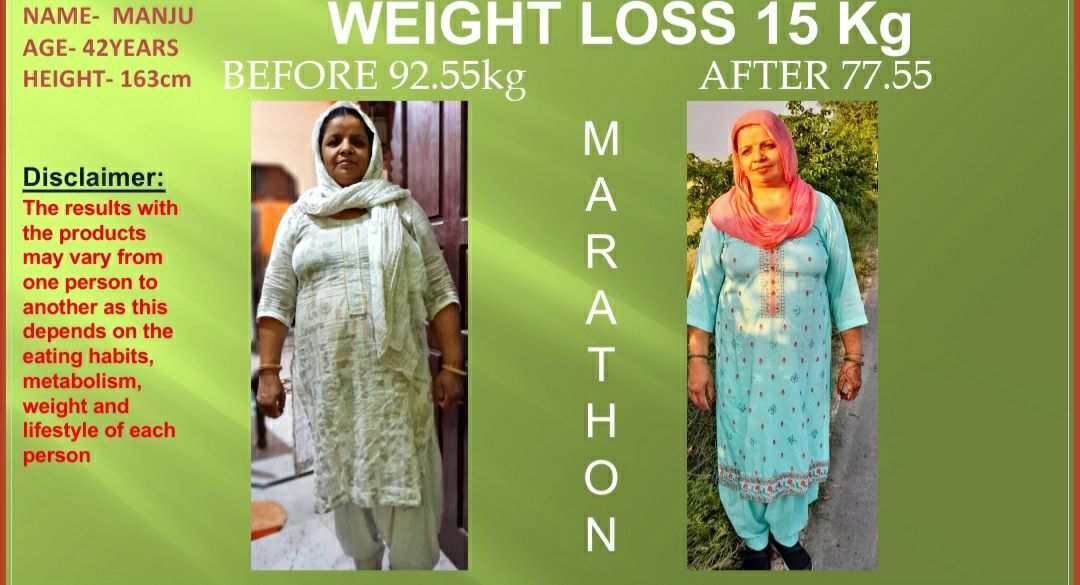 NAME- MANJU
AGE- 42YEARS
HEIGHT- 163cm
WEIGHT LOSS 15 Kg
BEFORE 92.55kg
AFTER 77.55
Disclaimer:
The results with
the products
may vary from
one person to
another as this
depends on the
eating habits,
metabolism,
weight and
lifestyle of each
person
M
A
R
A
T
H
O
N